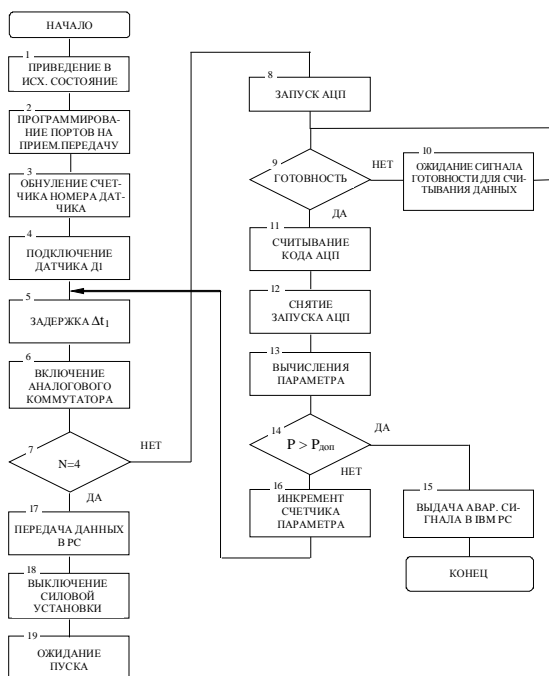 НАЧАЛО
1
ПРИВЕДЕНИЕ В
ИСХ. СОСТОЯНИЕ
2
ПРОГРАММИРОВА-
НИЕ ПОРТОВ НА
ПРИЕМ.ПЕРЕДАЧУ
3
ОБНУЛЕНИЕ СЧЕТ-
ЧИКА НОМЕРА ДАТ-
ЧИКА
4
ПОДКЛЮЧЕНИЕ
ДАТЧИКА Д1
5
ЗАДЕРЖКА Δt1
6
ВКЛЮЧЕНИЕ
АНАЛОГОВОГО
КОММУТАТОРА
7
N=4
НЕТ
ДА
17
ПЕРЕДАЧА ДАННЫХ
В РС
18
ВЫКЛЮЧЕНИЕ
СИЛОВОЙ
УСТАНОВКИ
19
ОЖИДАНИЕ
ПУСКА
8
ЗАПУСК АЦП
9
ГОТОВНОСТЬ
НЕТ
ДА
10
ОЖИДАНИЕ СИГНАЛА
ГОТОВНОСТИ ДЛЯ СЧИ-
ТЫВАНИЯ ДАННЫХ
11
СЧИТЫВАНИЕ
КОДА АЦП
12
СНЯТИЕ
ЗАПУСКА АЦП
13
ВЫЧИСЛЕНИЯ
ПАРАМЕТРА
14
P > Pдоп
ДА
НЕТ
15
ВЫДАЧА АВАР. СИ-
ГНАЛА В IBM PC
16
ИНКРЕМЕНТ
СЧЕТЧИКА
ПАРАМЕТРА
КОНЕЦ